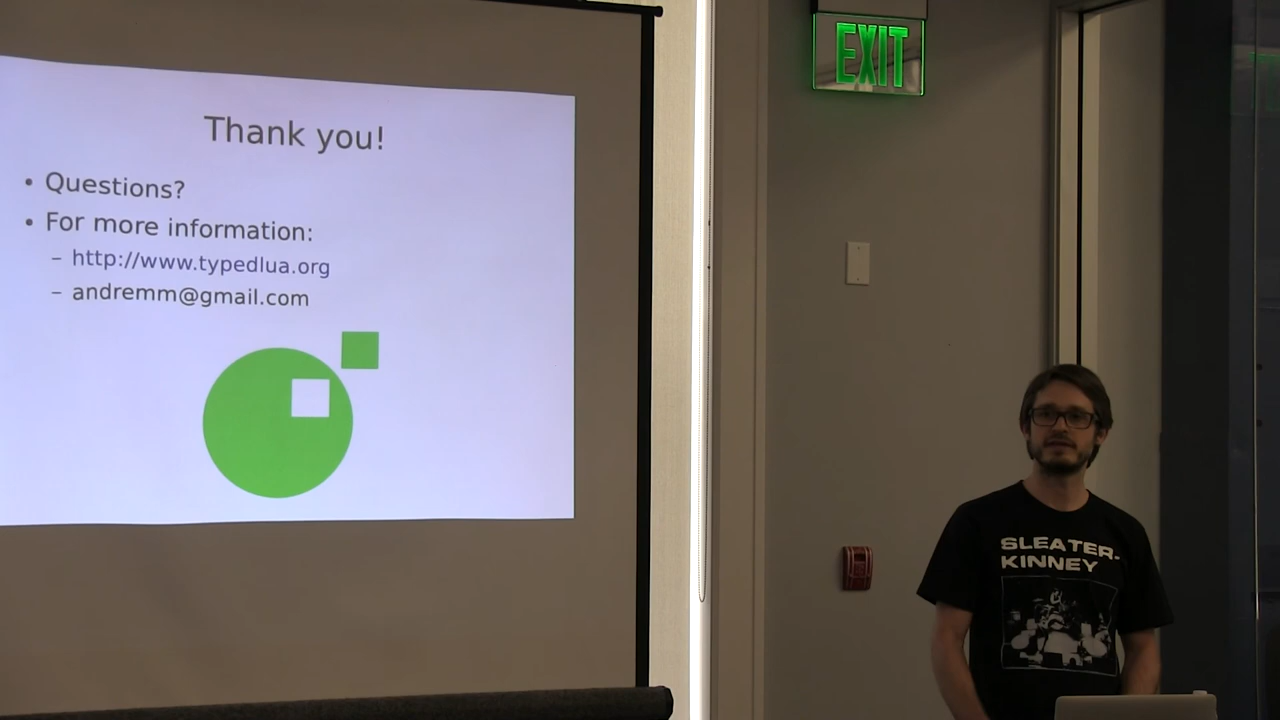 Thank you!
• Questions?
• For more information:
– http://www.typedlua.org
– andremm@gmail.com
EXIT
SLEATER-
KINNEY